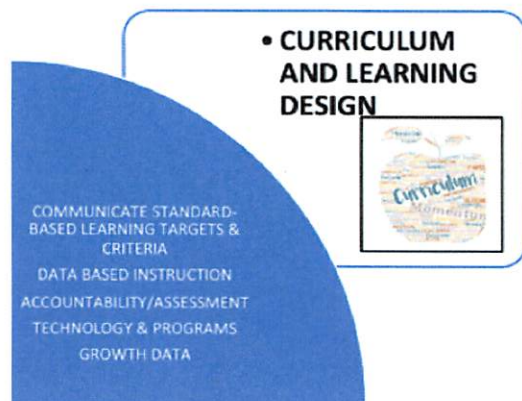 • CURRICULUM
AND LEARNING
DESIGN
Curriculum
Momentum
COMMUNICATE STANDARD-
BASED LEARNING TARGETS &
CRITERIA
DATA BASED INSTRUCTION
ACCOUNTABILITY/ASSESSMENT
TECHNOLOGY & PROGRAMS
GROWTH DATA